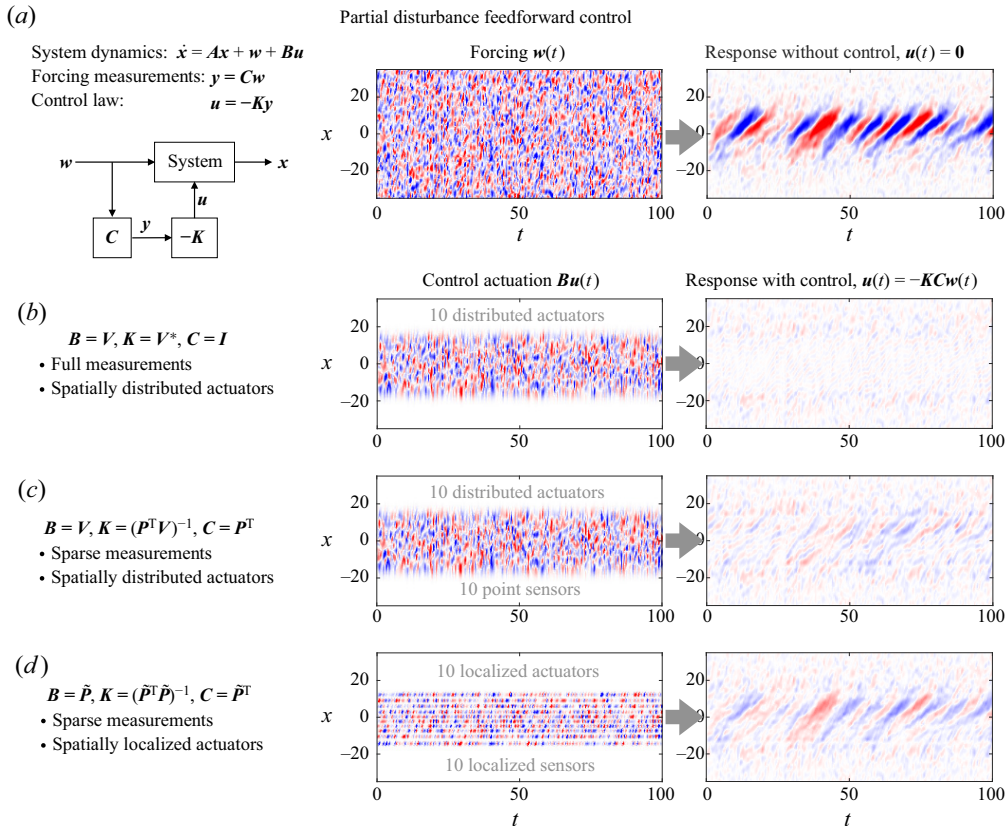 (a)
Partial disturbance feedforward control
System dynamics: ẋ = Ax + w + Bu
Forcing measurements: y = Cw
Control law: u = −Ky
w
System
x
u
y
C
−K
Forcing w(t)
x
20
0
−20
0
50
100
t
Response without control, u(t) = 0
20
0
−20
0
50
100
t
Control actuation Bu(t)
Response with control, u(t) = −KCw(t)
(b)
B = V, K = V*, C = I
• Full measurements
• Spatially distributed actuators
10 distributed actuators
x
20
0
−20
0
50
100
20
0
−20
0
50
100
(c)
B = V, K = (PᵀV)⁻¹, C = Pᵀ
• Sparse measurements
• Spatially distributed actuators
10 distributed actuators
10 point sensors
x
20
0
−20
0
50
100
20
0
−20
0
50
100
(d)
B = P̃, K = (P̃ᵀP̃)⁻¹, C = P̃ᵀ
• Sparse measurements
• Spatially localized actuators
10 localized actuators
10 localized sensors
x
20
0
−20
0
50
100
t
20
0
−20
0
50
100
t